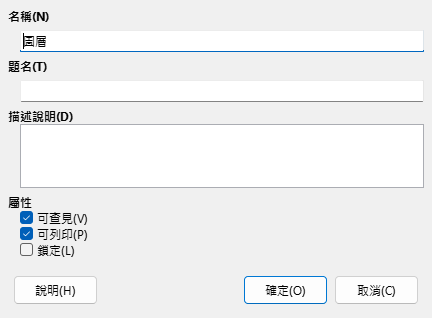 名稱(N)
圖層
題名(T)
描述說明(D)
屬性
可查見(V)
可列印(P)
鎖定(L)
說明(H)
確定(O)
取消(C)